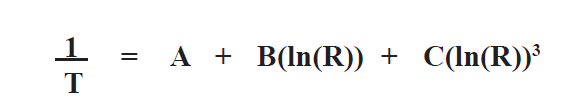 1/T = A + B(ln(R)) + C(ln(R))³